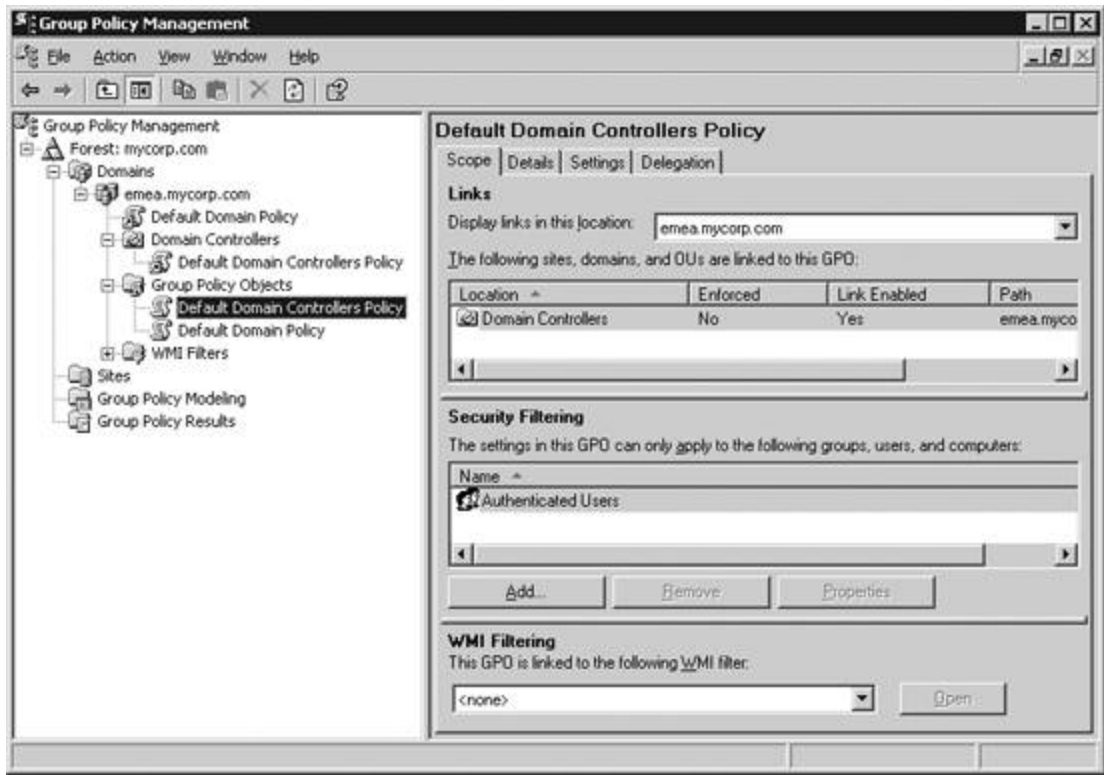 Group Policy Management
File Action View Window Help
Group Policy Management
Forest: mycorp.com
Domains
emea.mycorp.com
Default Domain Policy
Domain Controllers
Default Domain Controllers Policy
Group Policy Objects
Default Domain Controllers Policy
Default Domain Policy
WMI Filters
Sites
Group Policy Modeling
Group Policy Results
Default Domain Controllers Policy
Scope Details Settings Delegation
Links
Display links in this location: emea.mycorp.com
The following sites, domains, and OUs are linked to this GPO:
Location Enforced Link Enabled Path
Domain Controllers No Yes emea.myco
Security Filtering
The settings in this GPO can only apply to the following groups, users, and computers:
Name
Authenticated Users
Add... Remove Properties
WMI Filtering
This GPO is linked to the following WMI filter:
<none> Open